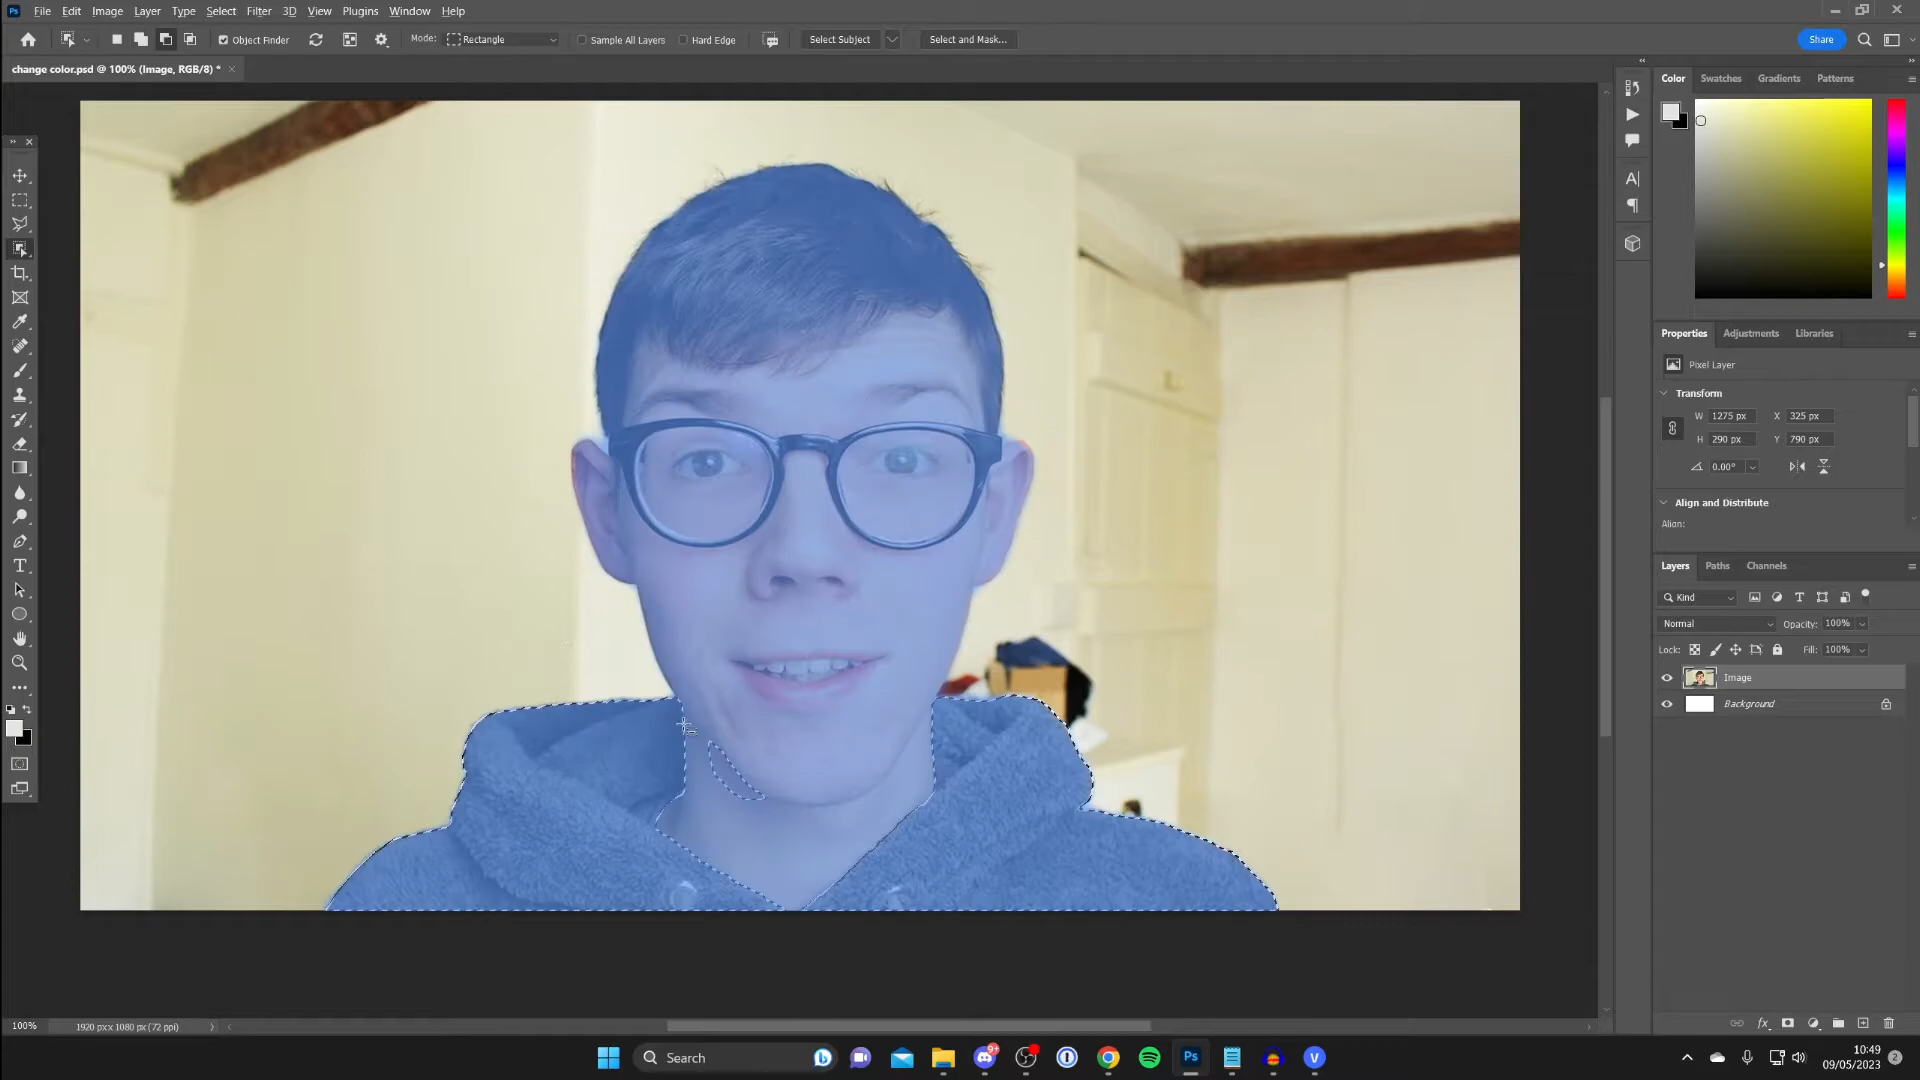 Ps File Edit Image Layer Type Select Filter 3D View Plugins Window Help
Object Finder Mode: Rectangle Sample All Layers Hard Edge Select Subject Select and Mask... Share
change color.psd @ 100% (Image, RGB/8) *
Color Swatches Gradients Patterns
Properties Adjustments Libraries
Pixel Layer
Transform
W 1275 px X 325 px
H 290 px Y 790 px
0.00°
Align and Distribute
Align:
Layers Paths Channels
Kind
Normal Opacity: 100%
Lock: Fill: 100%
Image
Background
100% 1920 px x 1080 px (72 ppi)
Search 9+ Ps V
10:49
09/05/2023 2